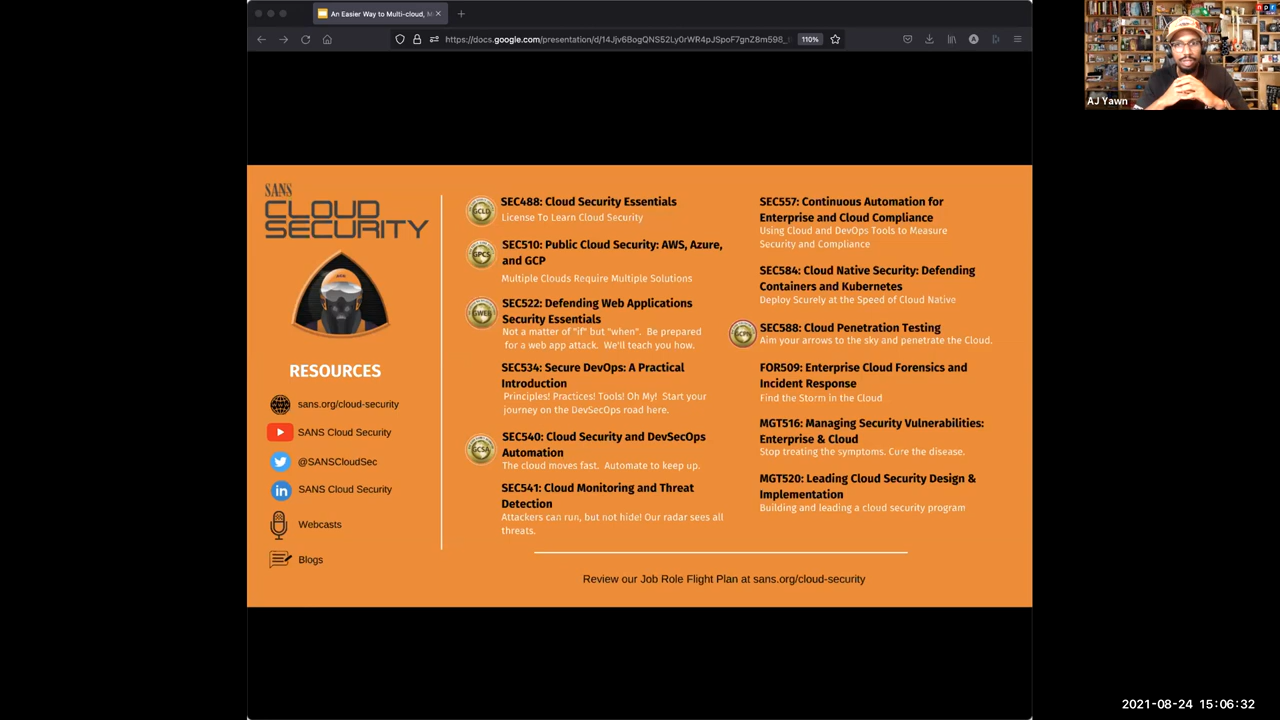 An Easier Way to Multi-cloud, M
https://docs.google.com/presentation/d/14Jjv6BogQNS52Ly0rWR4pJSpoF7gnZ8m598_
110%
AJ Yawn
SANS
CLOUD
SECURITY
RESOURCES
sans.org/cloud-security
SANS Cloud Security
@SANSCloudSec
SANS Cloud Security
Webcasts
Blogs
GCLD
SEC488: Cloud Security Essentials
License To Learn Cloud Security
GPCS
SEC510: Public Cloud Security: AWS, Azure,
and GCP
Multiple Clouds Require Multiple Solutions
GWEB
SEC522: Defending Web Applications
Security Essentials
Not a matter of "if" but "when". Be prepared
for a web app attack. We'll teach you how.
SEC534: Secure DevOps: A Practical
Introduction
Principles! Practices! Tools! Oh My! Start your
journey on the DevSecOps road here.
GCSA
SEC540: Cloud Security and DevSecOps
Automation
The cloud moves fast. Automate to keep up.
SEC541: Cloud Monitoring and Threat
Detection
Attackers can run, but not hide! Our radar sees all
threats.
SEC557: Continuous Automation for
Enterprise and Cloud Compliance
Using Cloud and DevOps Tools to Measure
Security and Compliance
SEC584: Cloud Native Security: Defending
Containers and Kubernetes
Deploy Scurely at the Speed of Cloud Native
GCPN
SEC588: Cloud Penetration Testing
Aim your arrows to the sky and penetrate the Cloud.
FOR509: Enterprise Cloud Forensics and
Incident Response
Find the Storm in the Cloud
MGT516: Managing Security Vulnerabilities:
Enterprise & Cloud
Stop treating the symptoms. Cure the disease.
MGT520: Leading Cloud Security Design &
Implementation
Building and leading a cloud security program
Review our Job Role Flight Plan at sans.org/cloud-security
2021-08-24 15:06:32